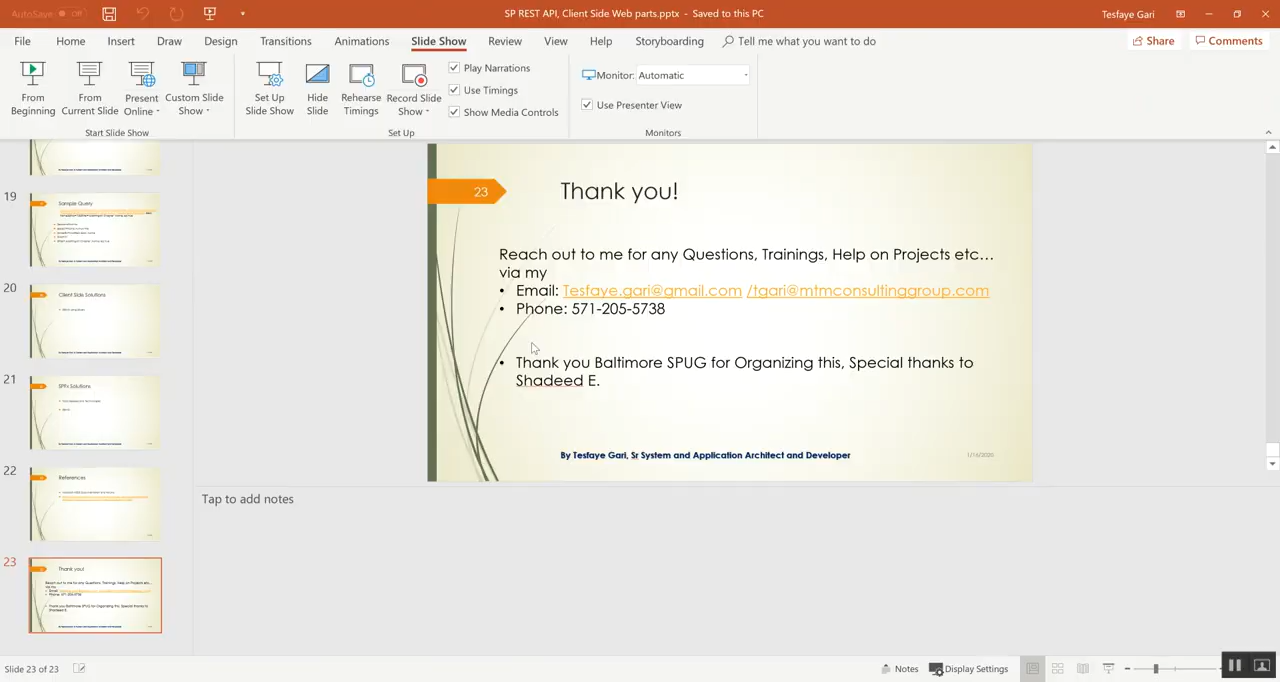 AutoSave Off
SP REST API, Client Side Web parts.pptx - Saved to this PC
Tesfaye Gari
File Home Insert Draw Design Transitions Animations Slide Show Review View Help Storyboarding Tell me what you want to do
Share Comments
From Beginning
From Current Slide
Present Online
Custom Slide Show
Start Slide Show
Set Up Slide Show
Hide Slide
Rehearse Timings
Record Slide Show
Play Narrations
Use Timings
Show Media Controls
Set Up
Monitor: Automatic
Use Presenter View
Monitors
19
Sample Query
20
Client Side Solutions
21
SPFx Solutions
22
References
23
Thank you!
23
Thank you!
Reach out to me for any Questions, Trainings, Help on Projects etc…
via my
• Email: Tesfaye.gari@gmail.com /tgari@mtmconsultinggroup.com
• Phone: 571-205-5738
• Thank you Baltimore SPUG for Organizing this, Special thanks to
Shadeed E.
By Tesfaye Gari, Sr System and Application Architect and Developer
1/16/2020
Tap to add notes
Slide 23 of 23
Notes
Display Settings